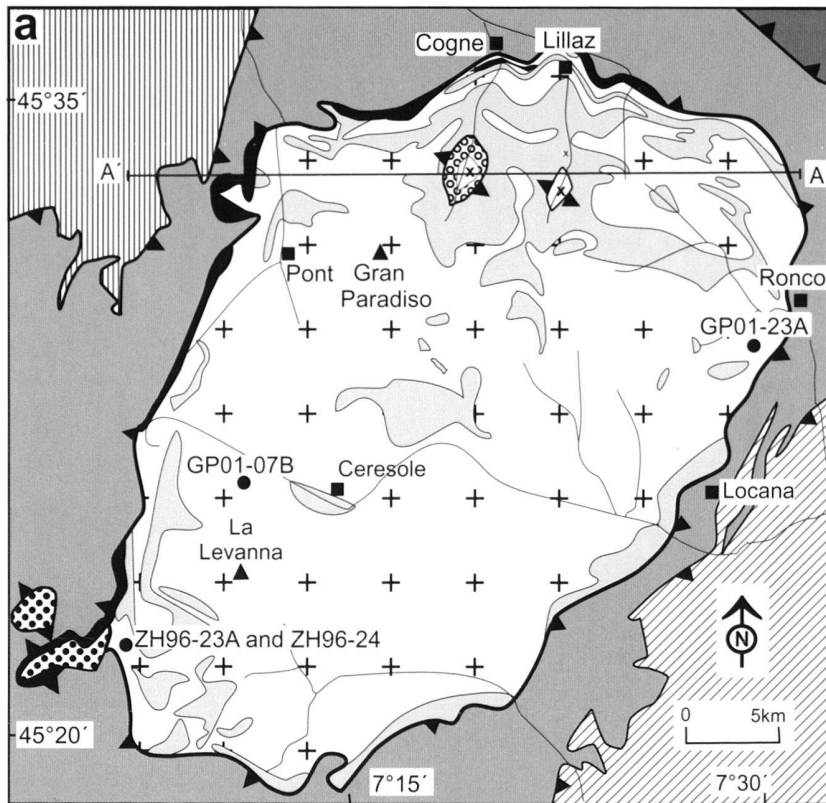 a
Cogne
Lillaz
45°35´
A´
A
Pont
Gran
Paradiso
Ronco
GP01-23A
GP01-07B
Ceresole
Locana
La
Levanna
ZH96-23A and ZH96-24
N
0 5km
45°20´
7°15´
7°30´